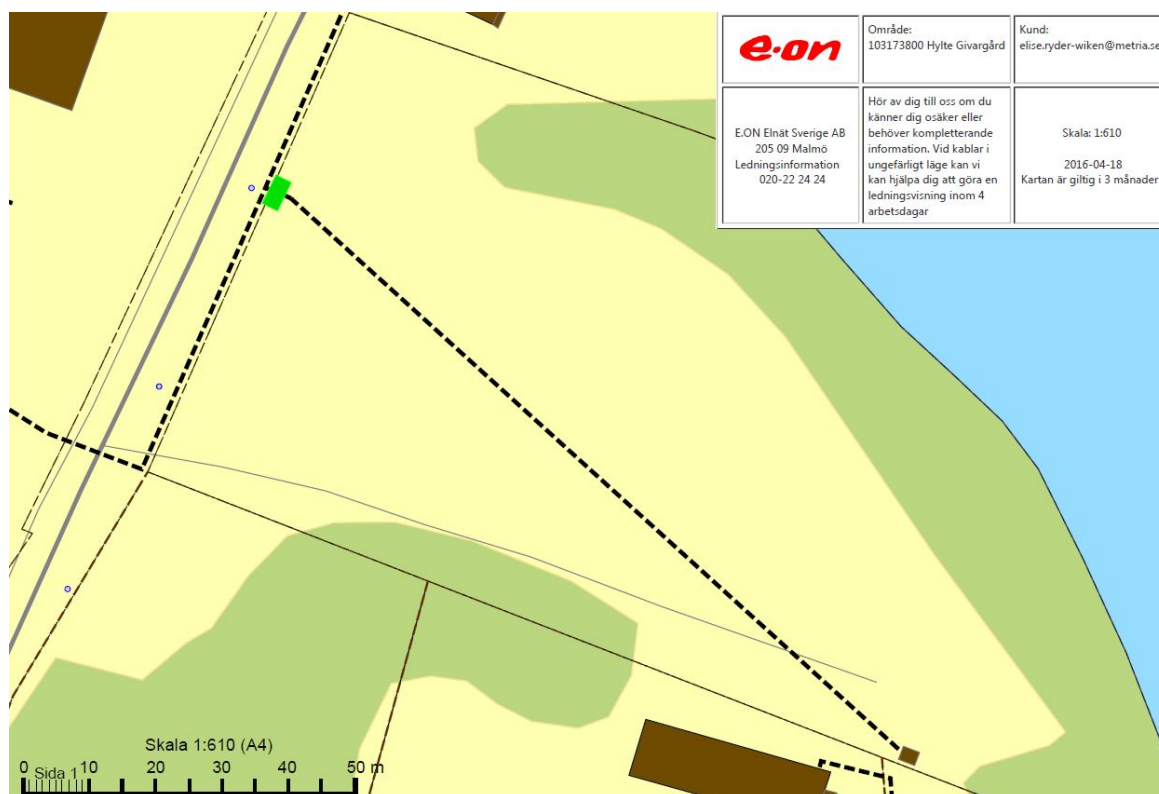 e·on
Område:
103173800 Hylte Givargård
Kund:
elise.ryder-wiken@metria.se
E.ON Elnät Sverige AB
205 09 Malmö
Ledningsinformation
020-22 24 24
Hör av dig till oss om du
känner dig osäker eller
behöver kompletterande
information. Vid kablar i
ungefärligt läge kan vi
kan hjälpa dig att göra en
ledningsvisning inom 4
arbetsdagar
Skala: 1:610
2016-04-18
Kartan är giltig i 3 månader
Skala 1:610 (A4)
0 10 20 30 40 50 m
Sida 1